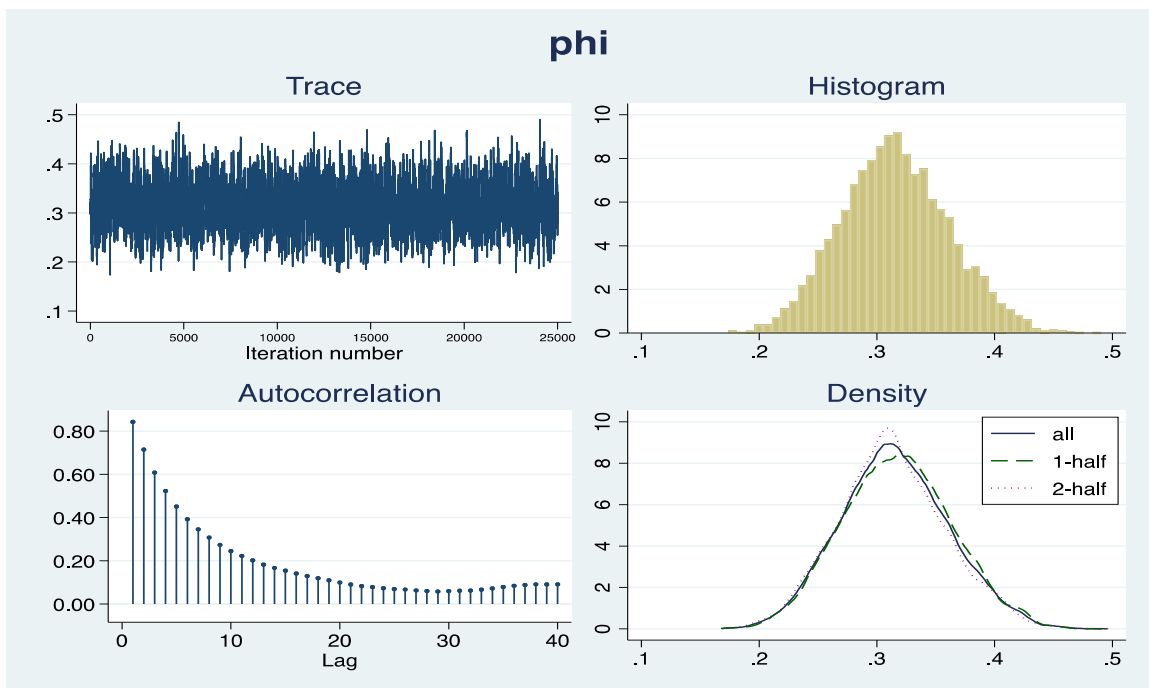 phi
Trace
.5
.4
.3
.2
.1
0 5000 10000 15000 20000 25000
Iteration number
Histogram
10
8
6
4
2
0
.1 .2 .3 .4 .5
Autocorrelation
0.80
0.60
0.40
0.20
0.00
0 10 20 30 40
Lag
Density
10
8
6
4
2
0
.1 .2 .3 .4 .5
all
1-half
2-half